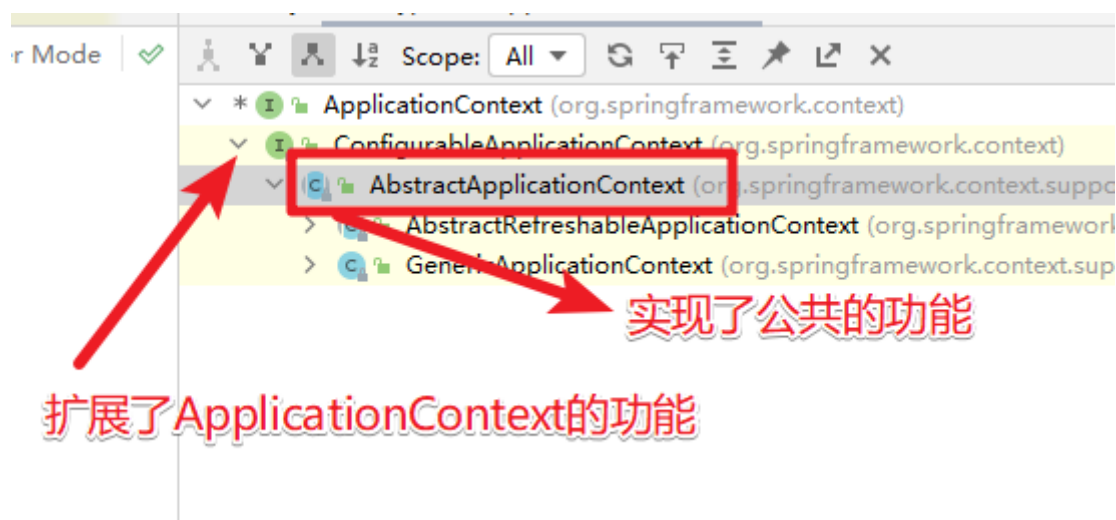 r Mode
Scope: All
* I ApplicationContext (org.springframework.context)
I ConfigurableApplicationContext (org.springframework.context)
C AbstractApplicationContext (org.springframework.context.suppo
C AbstractRefreshableApplicationContext (org.springframework
C GenericApplicationContext (org.springframework.context.sup
实现了公共的功能
扩展了ApplicationContext的功能